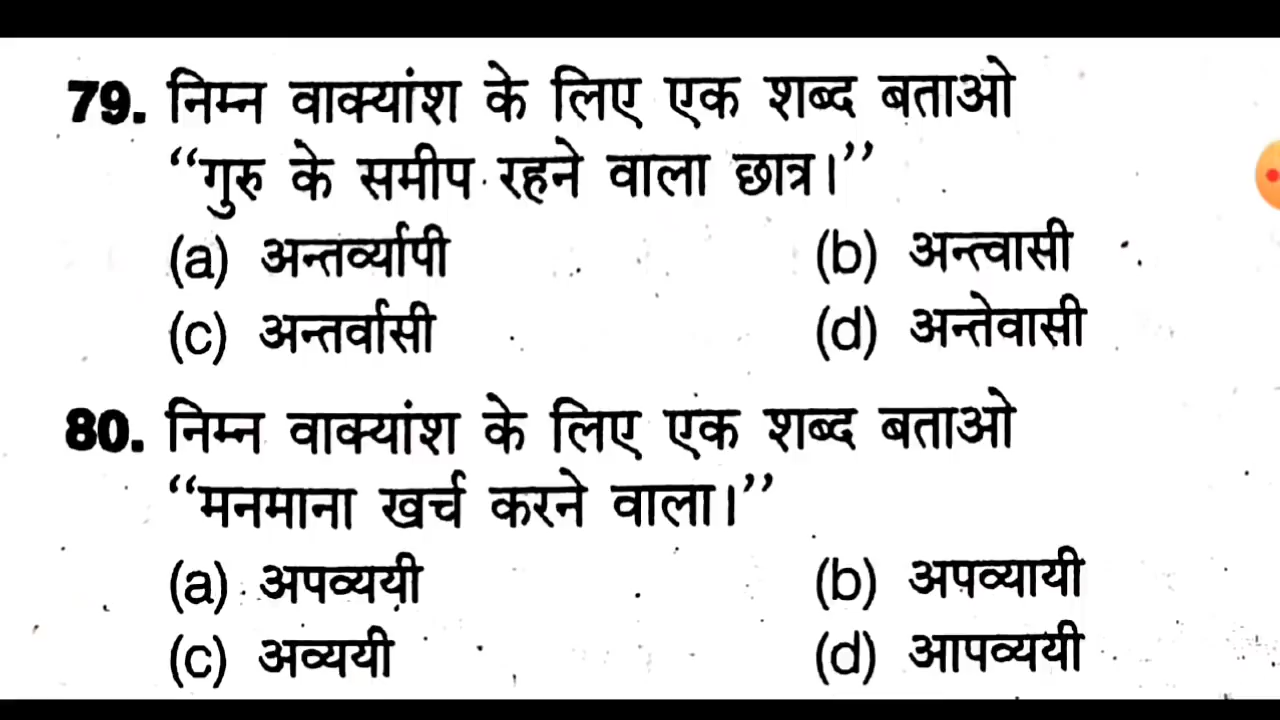 79. निम्न वाक्यांश के लिए एक शब्द बताओ
‘‘गुरु के समीप रहने वाला छात्र।’’
(a) अन्तर्व्यापी (b) अन्त्वासी
(c) अन्तर्वासी (d) अन्तेवासी
80. निम्न वाक्यांश के लिए एक शब्द बताओ
‘‘मनमाना खर्च करने वाला।’’
(a) अपव्ययी (b) अपव्यायी
(c) अव्ययी (d) आपव्ययी